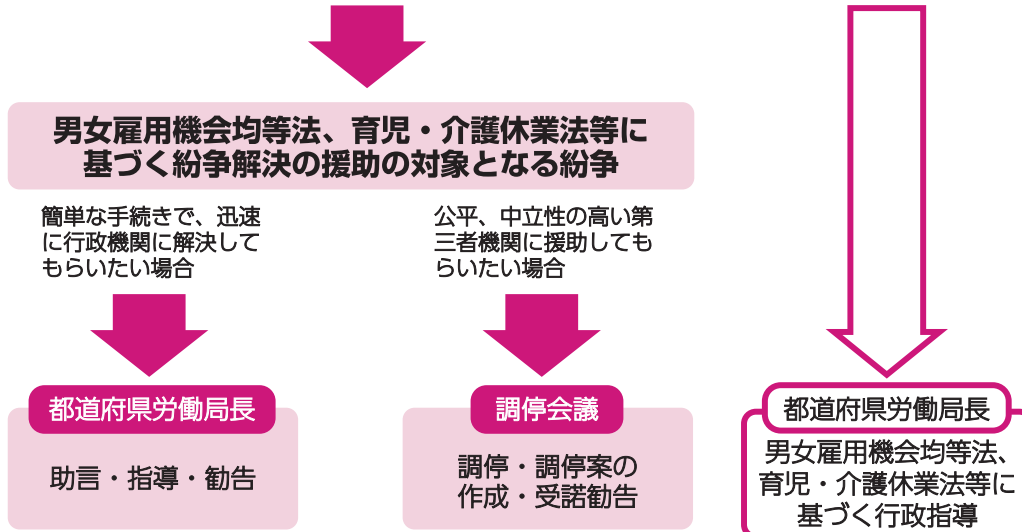 男女雇用機会均等法、育児・介護休業法等に
基づく紛争解決の援助の対象となる紛争
簡単な手続きで、迅速
に行政機関に解決して
もらいたい場合
公平、中立性の高い第
三者機関に援助しても
らいたい場合
都道府県労働局長
助言・指導・勧告
調停会議
調停・調停案の
作成・受諾勧告
都道府県労働局長
男女雇用機会均等法、
育児・介護休業法等に
基づく行政指導